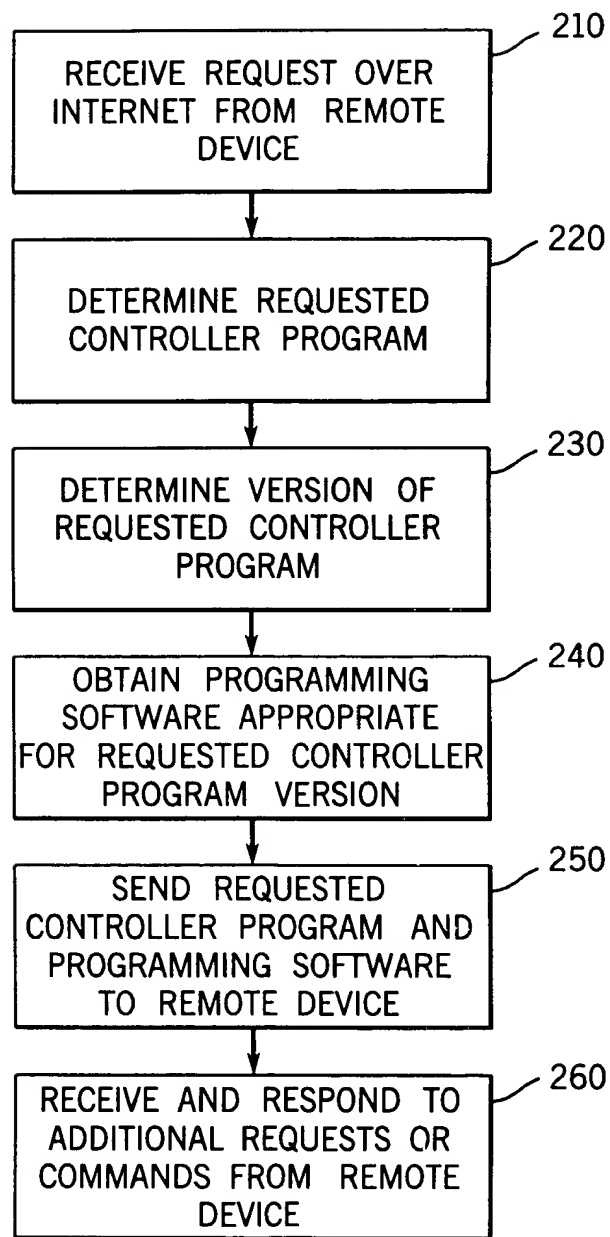 210
RECEIVE REQUEST OVER
INTERNET FROM REMOTE
DEVICE
220
DETERMINE REQUESTED
CONTROLLER PROGRAM
230
DETERMINE VERSION OF
REQUESTED CONTROLLER
PROGRAM
240
OBTAIN PROGRAMMING
SOFTWARE APPROPRIATE
FOR REQUESTED CONTROLLER
PROGRAM VERSION
250
SEND REQUESTED
CONTROLLER PROGRAM AND
PROGRAMMING SOFTWARE
TO REMOTE DEVICE
260
RECEIVE AND RESPOND TO
ADDITIONAL REQUESTS OR
COMMANDS FROM REMOTE
DEVICE